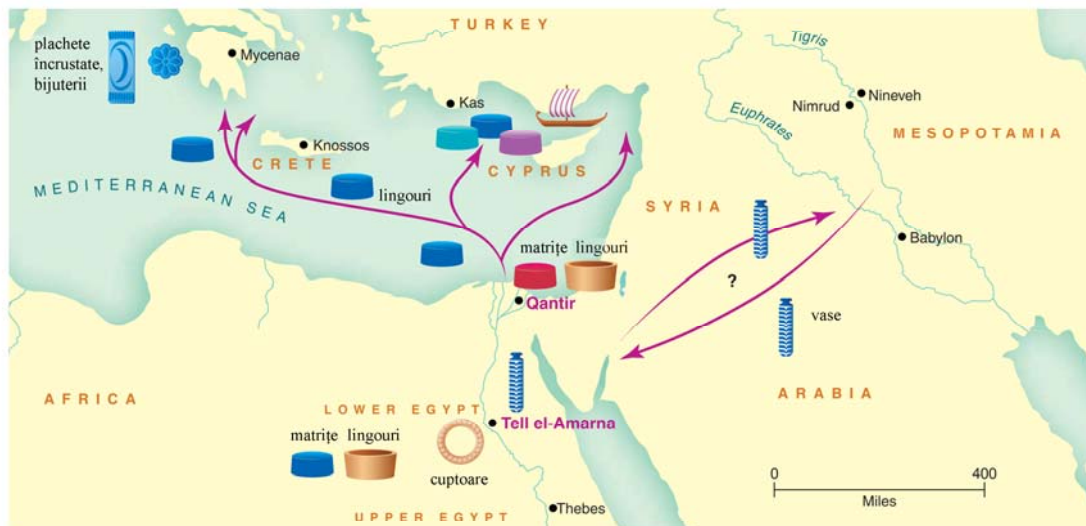 TURKEY
plachete
încrustate,
bijuterii
Mycenae
Tigris
Kas
Nineveh
Nimrud
Euphrates
MESOPOTAMIA
Knossos
CRETE
CYPRUS
MEDITERRANEAN SEA
lingouri
SYRIA
Babylon
matrițe lingouri
?
Qantir
vase
AFRICA
ARABIA
LOWER EGYPT
Tell el-Amarna
matrițe lingouri
cuptoare
0 400
Miles
Thebes
UPPER EGYPT